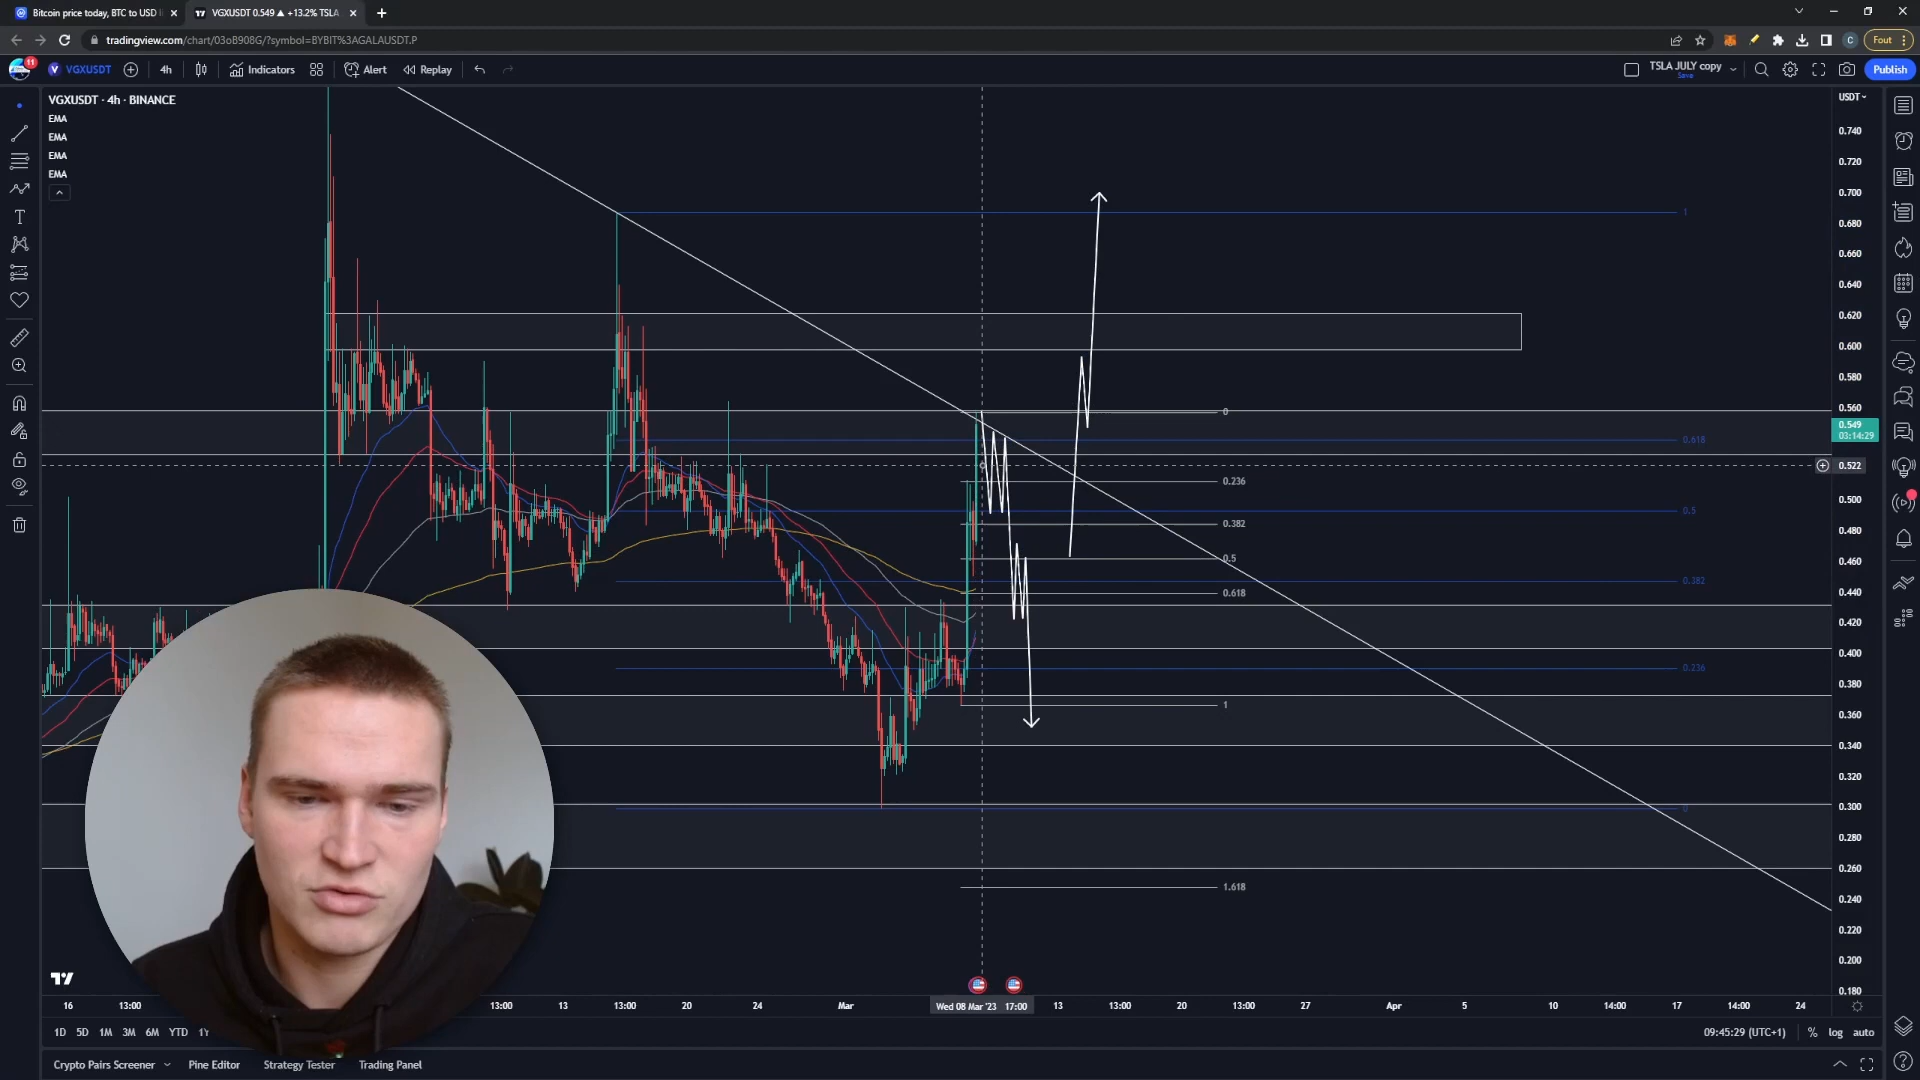 Bitcoin price today, BTC to USD l
VGXUSDT 0.549 ▲ +13.2% TSLA
tradingview.com/chart/03oB908G/?symbol=BYBIT%3AGALAUSDT.P
C
Fout
11
V
VGXUSDT
4h
Indicators
Alert
Replay
TSLA JULY copy
Save
Publish
VGXUSDT · 4h · BINANCE
EMA
EMA
EMA
EMA
USDT
0.740
0.720
0.700
0.680
0.660
0.640
0.620
0.600
0.580
0.560
0.549
03:14:29
0.522
0.500
0.480
0.460
0.440
0.420
0.400
0.380
0.360
0.340
0.320
0.300
0.280
0.260
0.240
0.220
0.200
0.180
1
0
0.618
0.236
0.5
0.382
0.5
0.382
0.618
0.236
1
0
1.618
16
13:00
13:00
13
13:00
20
24
Mar
Wed 08 Mar '23 17:00
13
13:00
20
13:00
27
Apr
5
10
14:00
17
14:00
24
1D 5D 1M 3M 6M YTD 1Y
09:45:29 (UTC+1)
% log auto
Crypto Pairs Screener
Pine Editor
Strategy Tester
Trading Panel